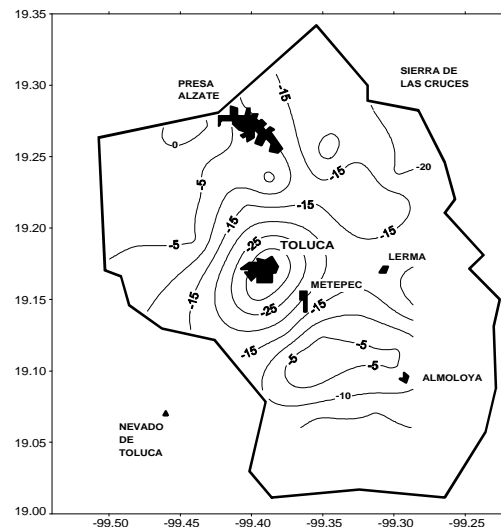 19.35
19.30
19.25
19.20
19.15
19.10
19.05
19.00
-99.50
-99.45
-99.40
-99.35
-99.30
-99.25
PRESA
ALZATE
SIERRA DE
LAS CRUCES
-15
0
-20
-5
-15
-15
-15
-5
-15
-25
TOLUCA
LERMA
METEPEC
-15
-25
-15
-15
-5
-5
ALMOLOYA
-10
NEVADO
DE
TOLUCA